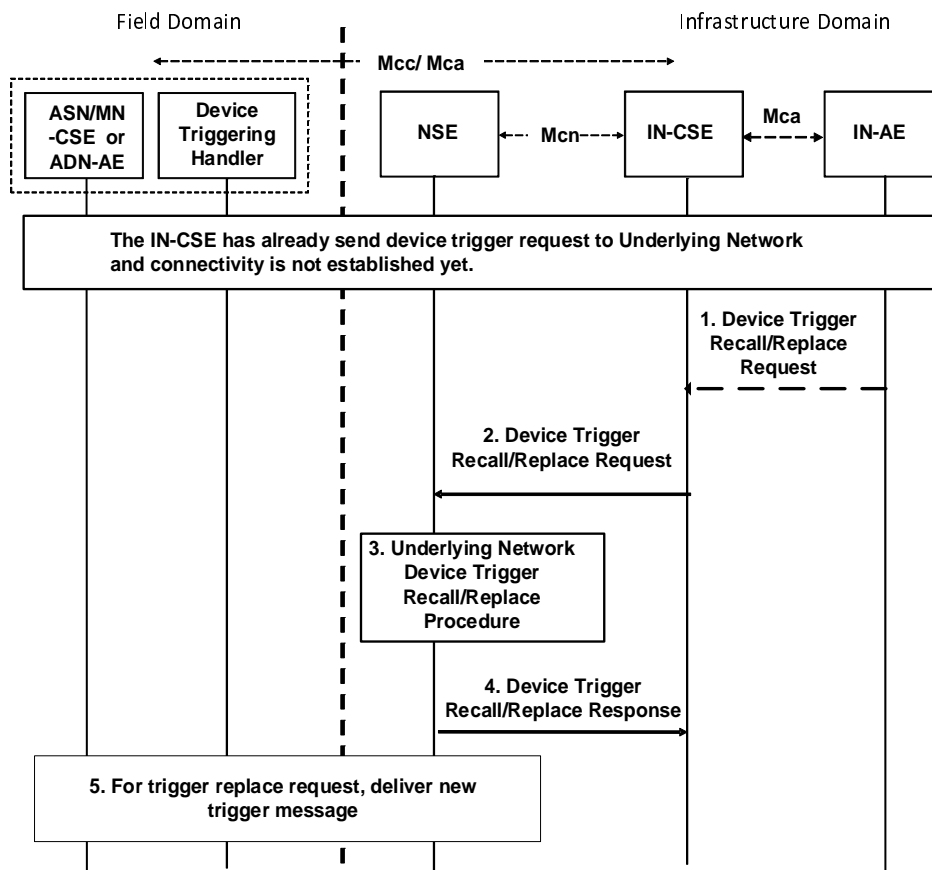 Field Domain
Infrastructure Domain
Mcc/ Mca
ASN/MN
-CSE or
ADN-AE
Device
Triggering
Handler
NSE
Mcn
IN-CSE
Mca
IN-AE
The IN-CSE has already send device trigger request to Underlying Network
and connectivity is not established yet.
1. Device Trigger
Recall/Replace
Request
2. Device Trigger
Recall/Replace Request
3. Underlying Network
Device Trigger
Recall/Replace
Procedure
4. Device Trigger
Recall/Replace Response
5. For trigger replace request, deliver new
trigger message